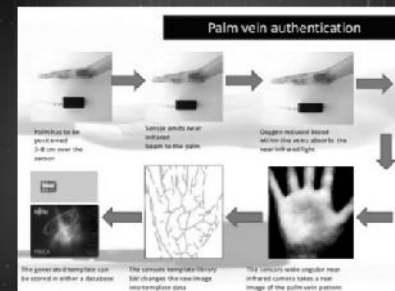 Palm vein authentication
Palm has to be
positioned
3-8 cm over the
sensor
Sensor emits near
infrared
beam to the palm
Oxygen reduced blood
within the veins absorbs the
near infrared light
The generated template can
be stored in either a database
The sensors template library
SW changes the raw image
into template data
The sensors wide angular near
infrared camera takes a raw
image of the palm vein pattern